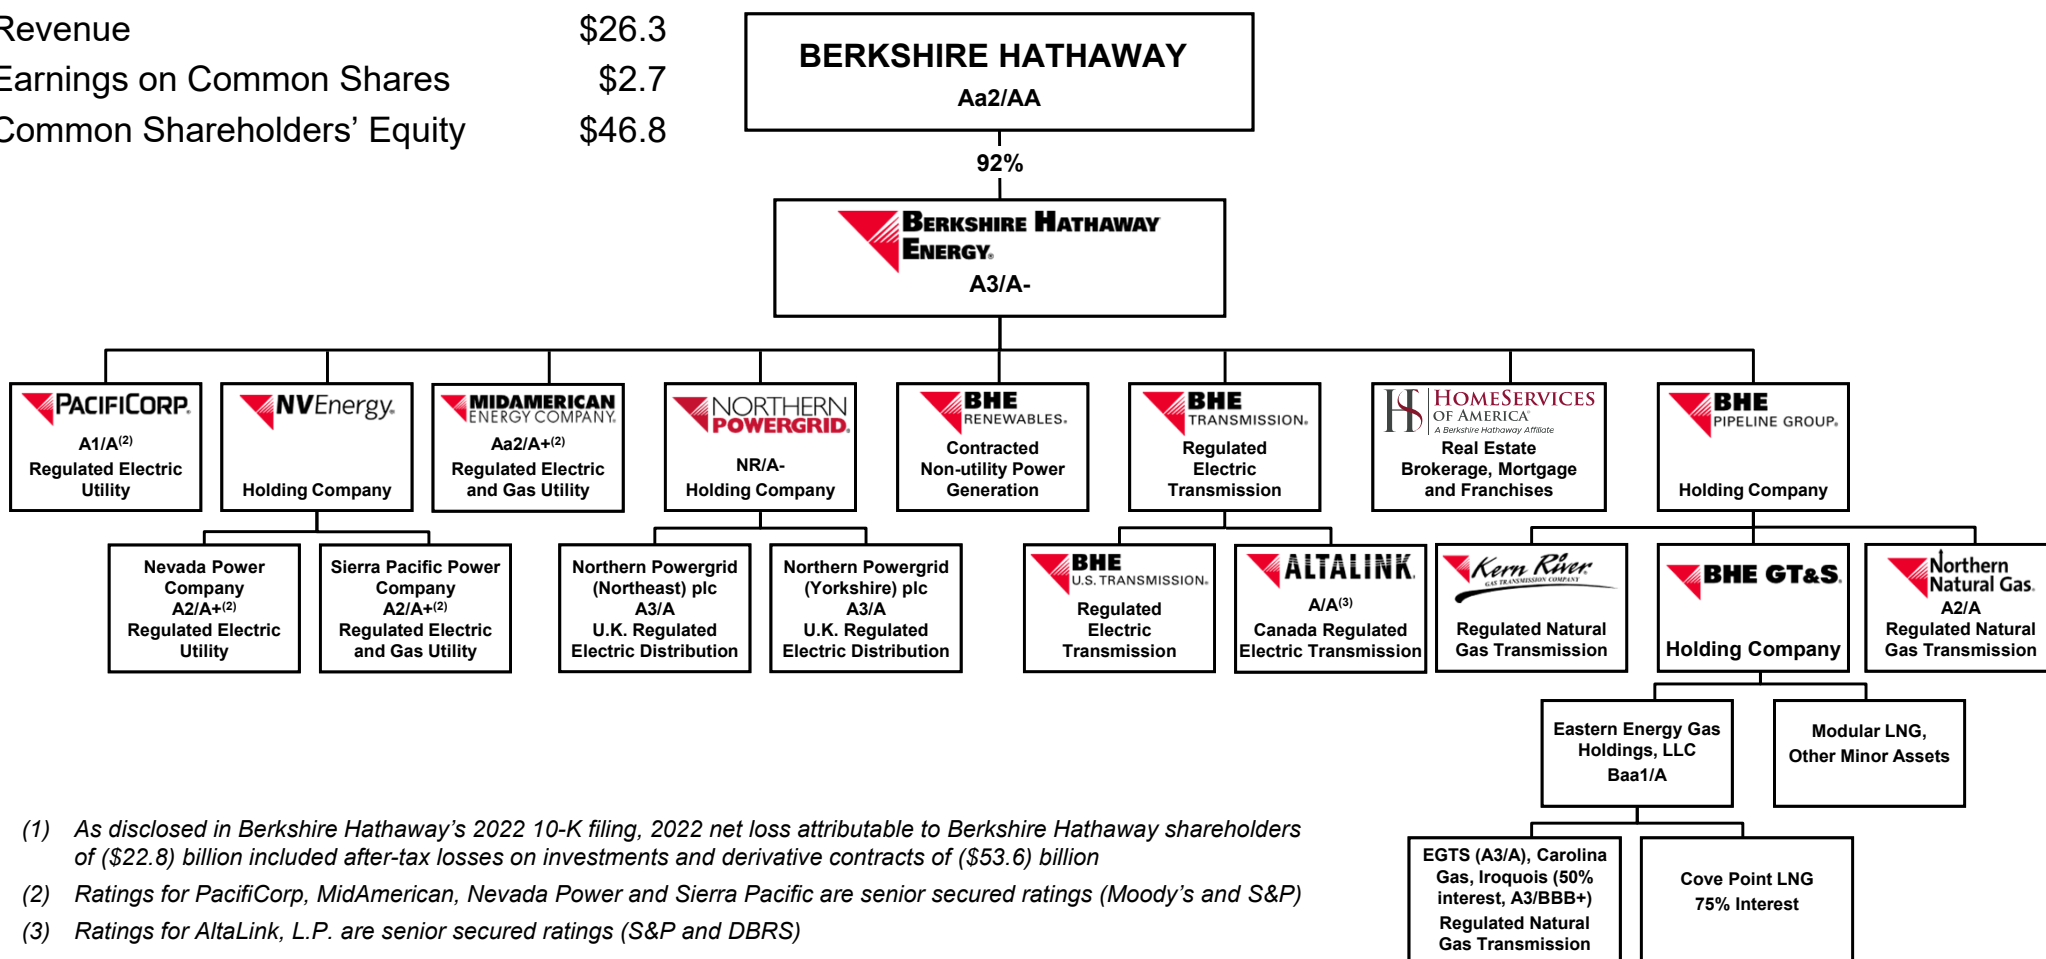 Revenue $26.3
Earnings on Common Shares $2.7
Common Shareholders’ Equity $46.8
BERKSHIRE HATHAWAY
Aa2/AA
92%
BERKSHIRE HATHAWAY
ENERGY®
A3/A-
PACIFICORP®
A1/A(2)
Regulated Electric
Utility
NVEnergy®
Holding Company
MIDAMERICAN
ENERGY COMPANY®
Aa2/A+(2)
Regulated Electric
and Gas Utility
NORTHERN
POWERGRID®
NR/A-
Holding Company
BHE
RENEWABLES®
Contracted
Non-utility Power
Generation
BHE
TRANSMISSION®
Regulated
Electric
Transmission
HS
HOMESERVICES
OF AMERICA®
A Berkshire Hathaway Affiliate
Real Estate
Brokerage, Mortgage
and Franchises
BHE
PIPELINE GROUP®
Holding Company
Nevada Power
Company
A2/A+(2)
Regulated Electric
Utility
Sierra Pacific Power
Company
A2/A+(2)
Regulated Electric
and Gas Utility
Northern Powergrid
(Northeast) plc
A3/A
U.K. Regulated
Electric Distribution
Northern Powergrid
(Yorkshire) plc
A3/A
U.K. Regulated
Electric Distribution
BHE
U.S. TRANSMISSION®
Regulated
Electric
Transmission
ALTALINK®
A/A(3)
Canada Regulated
Electric Transmission
Kern River®
GAS TRANSMISSION COMPANY
Regulated Natural
Gas Transmission
BHE GT&S®
Holding Company
Northern
Natural Gas®
A2/A
Regulated Natural
Gas Transmission
Eastern Energy Gas
Holdings, LLC
Baa1/A
Modular LNG,
Other Minor Assets
EGTS (A3/A), Carolina
Gas, Iroquois (50%
interest, A3/BBB+)
Regulated Natural
Gas Transmission
Cove Point LNG
75% Interest
(1) As disclosed in Berkshire Hathaway’s 2022 10-K filing, 2022 net loss attributable to Berkshire Hathaway shareholders
of ($22.8) billion included after-tax losses on investments and derivative contracts of ($53.6) billion
(2) Ratings for PacifiCorp, MidAmerican, Nevada Power and Sierra Pacific are senior secured ratings (Moody’s and S&P)
(3) Ratings for AltaLink, L.P. are senior secured ratings (S&P and DBRS)